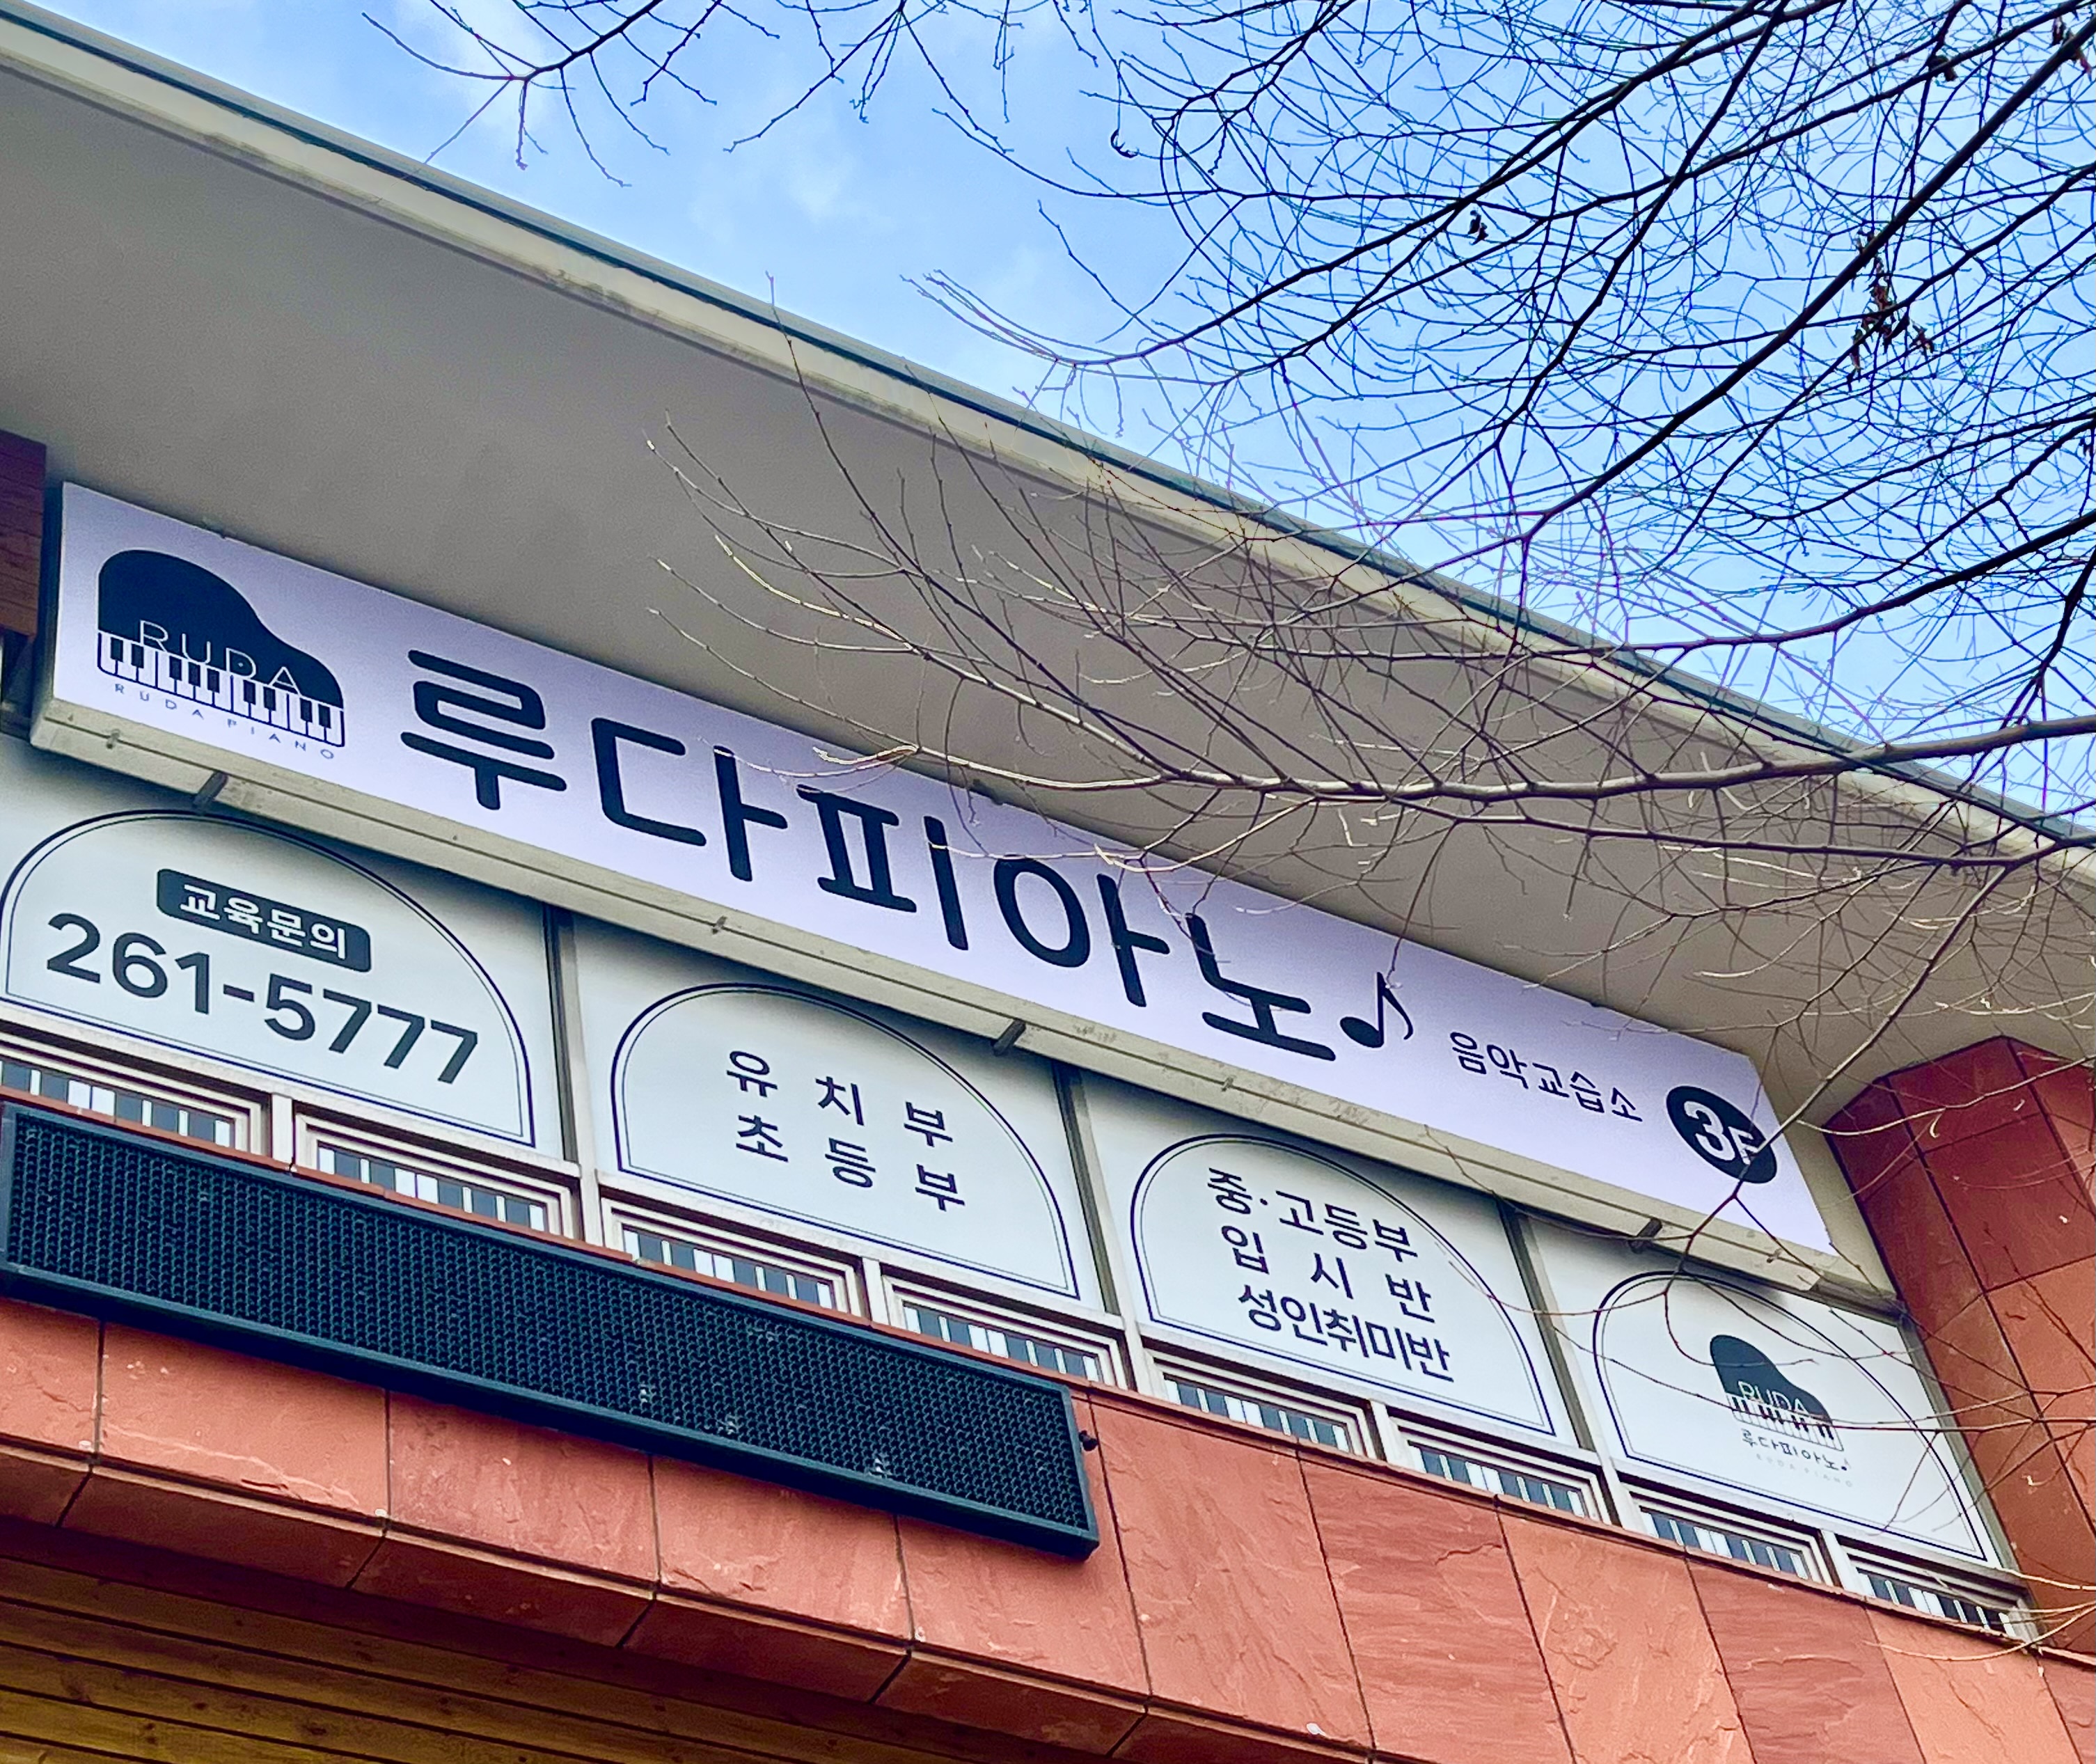 RUDA
RUDA PIANO
루다피아노♪ 음악교습소 3F
교육문의
261-5777
유치부
초등부
중·고등부
입시반
성인취미반
RUDA
루다피아노♪
RUDA PIANO